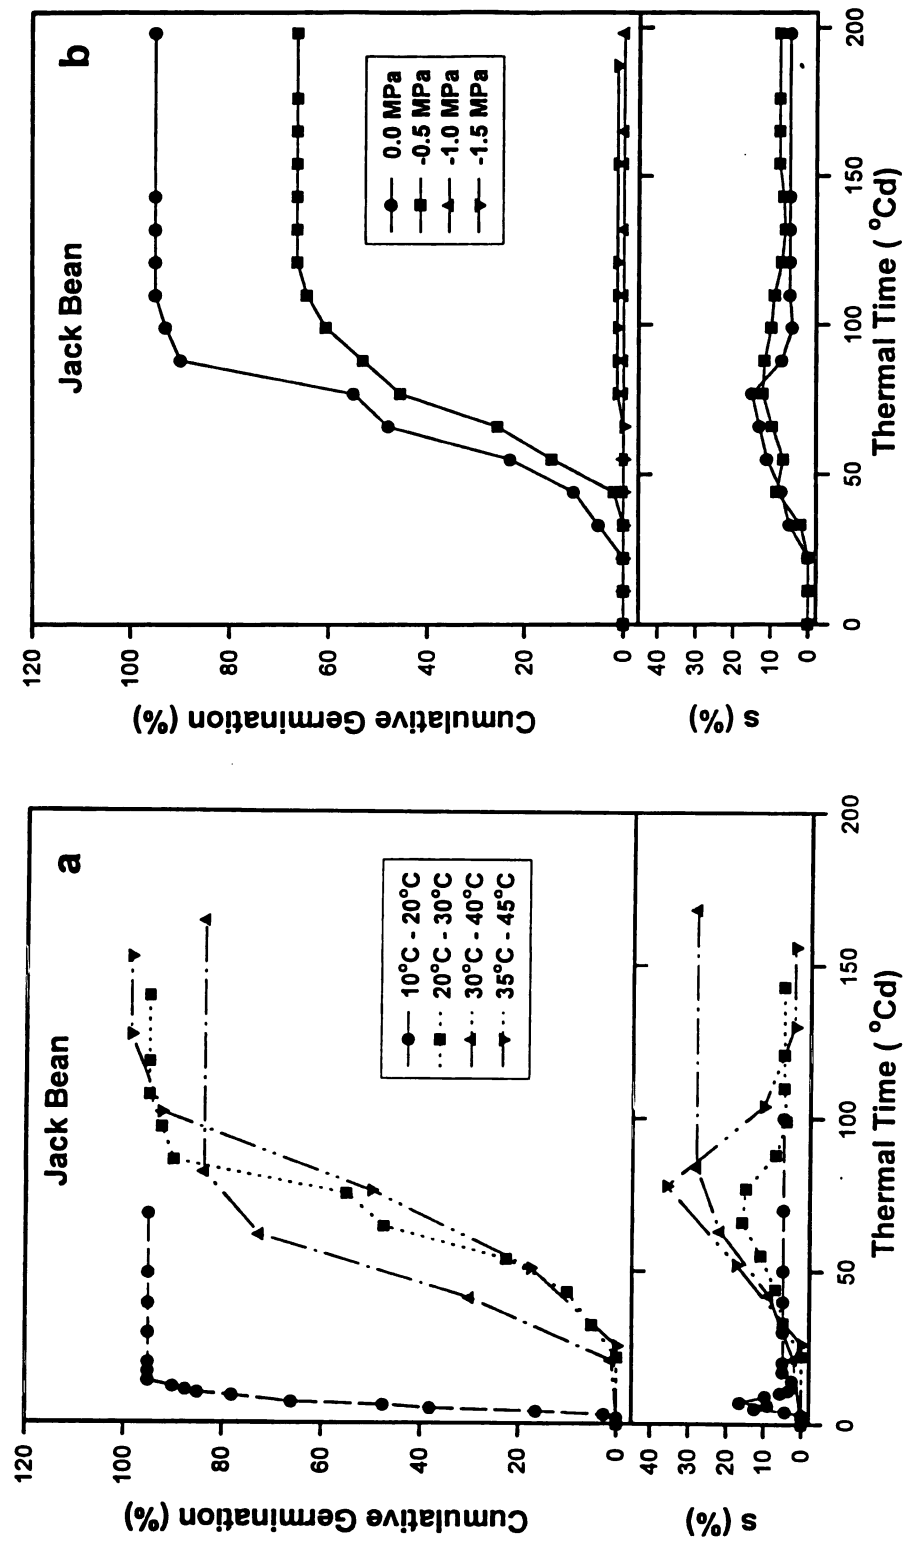 Jack Bean
a
Cumulative Germination (%)
120
100
80
60
40
20
0
10°C - 20°C
20°C - 30°C
30°C - 40°C
35°C - 45°C
s (%)
40
30
20
10
0
0
50
100
150
200
Thermal Time ( °Cd)
Jack Bean
b
Cumulative Germination (%)
120
100
80
60
40
20
0
0.0 MPa
-0.5 MPa
-1.0 MPa
-1.5 MPa
s (%)
40
30
20
10
0
0
50
100
150
200
Thermal Time ( °Cd)